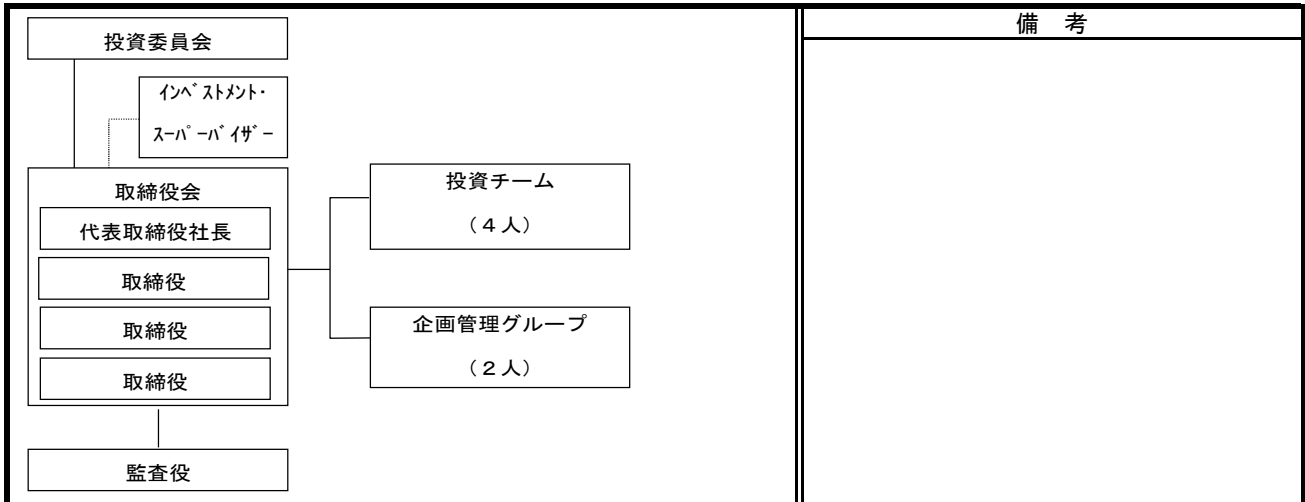 投資委員会
備　考
ｲﾝﾍﾞｽﾄﾒﾝﾄ・
ｽｰﾊﾟｰﾊﾞｲｻﾞｰ
取締役会
代表取締役社長
取締役
取締役
取締役
投資チーム
（４人）
企画管理グループ
（２人）
監査役